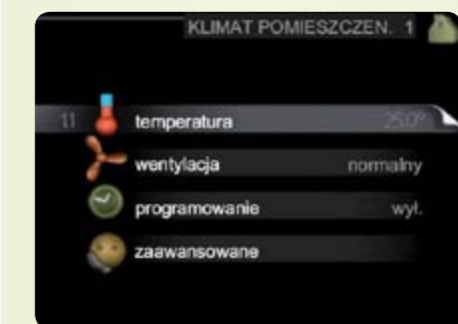 KLIMAT POMIESZCZEN. 1
1.1 temperatura 25.0°
wentylacja normalny
programowanie wył.
zaawansowane